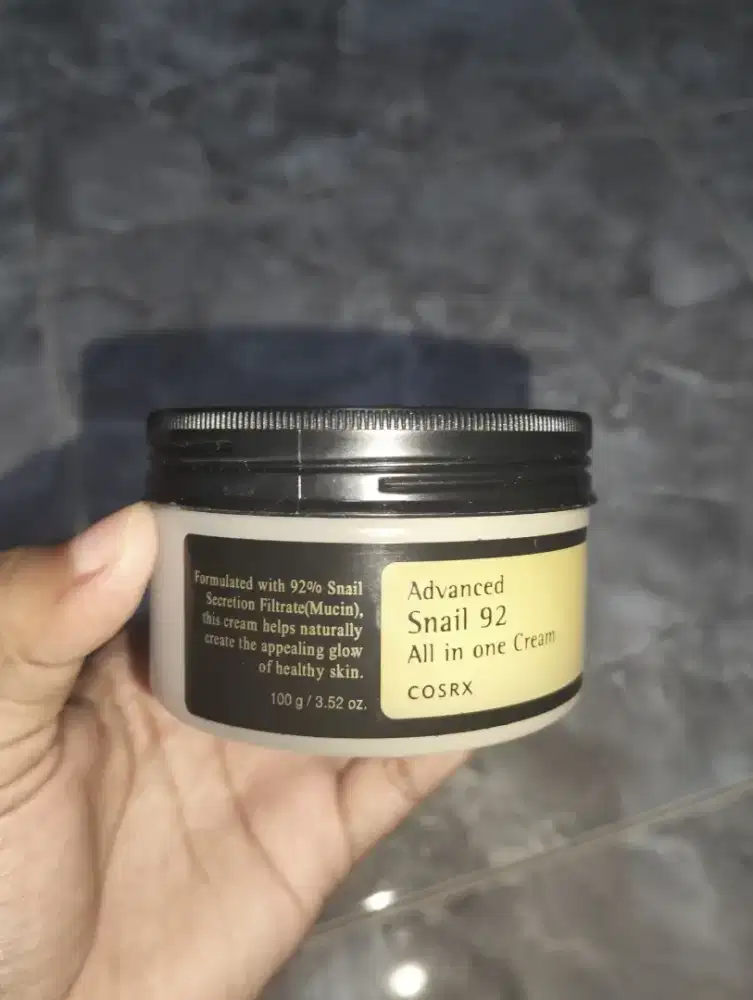 Formulated with 92% Snail
Secretion Filtrate(Mucin),
this cream helps naturally
create the appealing glow
of healthy skin.
100 g / 3.52 oz.
Advanced
Snail 92
All in one Cream
COSRX